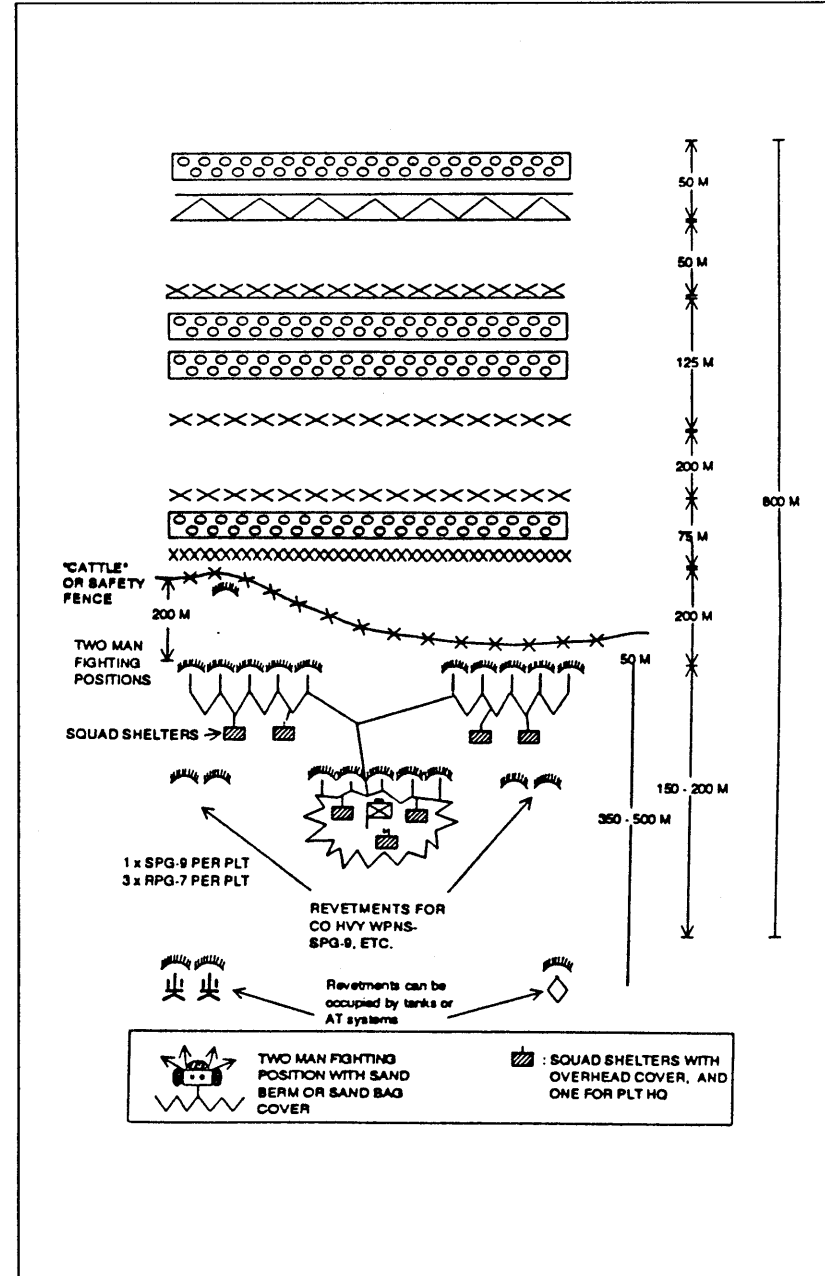 50 M
50 M
125 M
200 M
75 M
800 M
"CATTLE"
OR SAFETY
FENCE
200 M
200 M
TWO MAN
FIGHTING
POSITIONS
50 M
SQUAD SHELTERS
150 - 200 M
350 - 500 M
1 x SPG-9 PER PLT
3 x RPG-7 PER PLT
REVETMENTS FOR
CO HVY WPNS-
SPG-9, ETC.
Revetments can be
occupied by tanks or
AT systems
TWO MAN FIGHTING
POSITION WITH SAND
BERM OR SAND BAG
COVER
: SQUAD SHELTERS WITH
OVERHEAD COVER, AND
ONE FOR PLT HQ